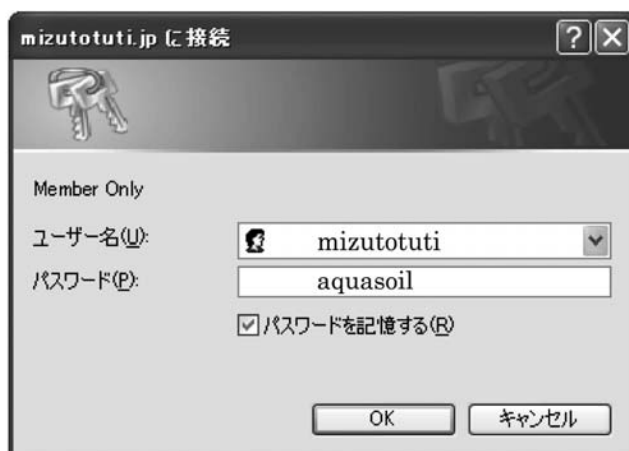 mizutotuti.jp に接続
Member Only
ユーザー名(U):
mizutotuti
パスワード(P):
aquasoil
パスワードを記憶する(R)
OK
キャンセル